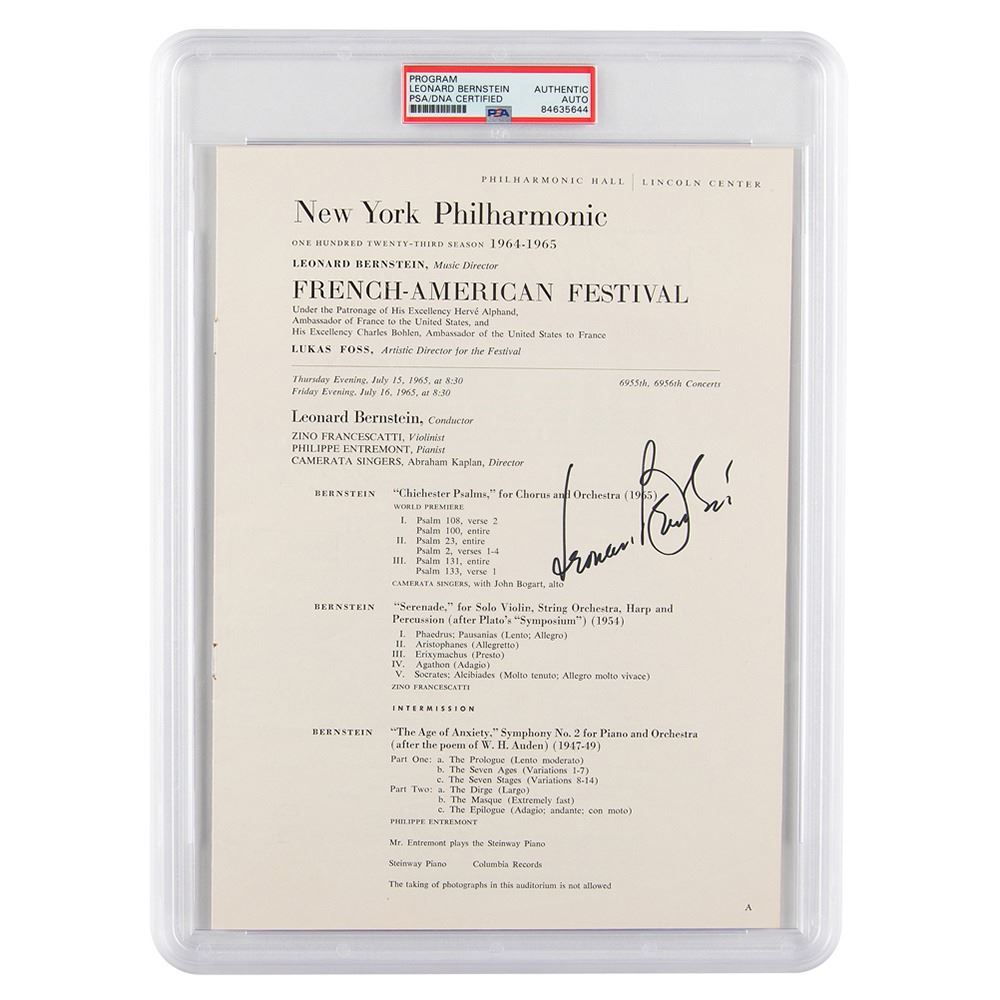 PROGRAM
LEONARD BERNSTEIN AUTHENTIC
PSA/DNA CERTIFIED AUTO
PSA 84635644
PHILHARMONIC HALL | LINCOLN CENTER
New York Philharmonic
ONE HUNDRED TWENTY-THIRD SEASON 1964-1965
LEONARD BERNSTEIN, Music Director
FRENCH-AMERICAN FESTIVAL
Under the Patronage of His Excellency Hervé Alphand,
Ambassador of France to the United States, and
His Excellency Charles Bohlen, Ambassador of the United States to France
LUKAS FOSS, Artistic Director for the Festival
Thursday Evening, July 15, 1965, at 8:30 6955th, 6956th Concerts
Friday Evening, July 16, 1965, at 8:30
Leonard Bernstein, Conductor
ZINO FRANCESCATTI, Violinist
PHILIPPE ENTREMONT, Pianist
CAMERATA SINGERS, Abraham Kaplan, Director
BERNSTEIN "Chichester Psalms," for Chorus and Orchestra (1965)
WORLD PREMIERE
I. Psalm 108, verse 2
Psalm 100, entire
II. Psalm 23, entire
Psalm 2, verses 1-4
III. Psalm 131, entire
Psalm 133, verse 1
CAMERATA SINGERS, with John Bogart, alto
Leonard Bernstein
BERNSTEIN "Serenade," for Solo Violin, String Orchestra, Harp and
Percussion (after Plato's "Symposium") (1954)
I. Phaedrus; Pausanias (Lento; Allegro)
II. Aristophanes (Allegretto)
III. Erixymachus (Presto)
IV. Agathon (Adagio)
V. Socrates; Alcibiades (Molto tenuto; Allegro molto vivace)
ZINO FRANCESCATTI
INTERMISSION
BERNSTEIN "The Age of Anxiety," Symphony No. 2 for Piano and Orchestra
(after the poem of W. H. Auden) (1947-49)
Part One: a. The Prologue (Lento moderato)
b. The Seven Ages (Variations 1-7)
c. The Seven Stages (Variations 8-14)
Part Two: a. The Dirge (Largo)
b. The Masque (Extremely fast)
c. The Epilogue (Adagio; andante; con moto)
PHILIPPE ENTREMONT
Mr. Entremont plays the Steinway Piano
Steinway Piano Columbia Records
The taking of photographs in this auditorium is not allowed
A